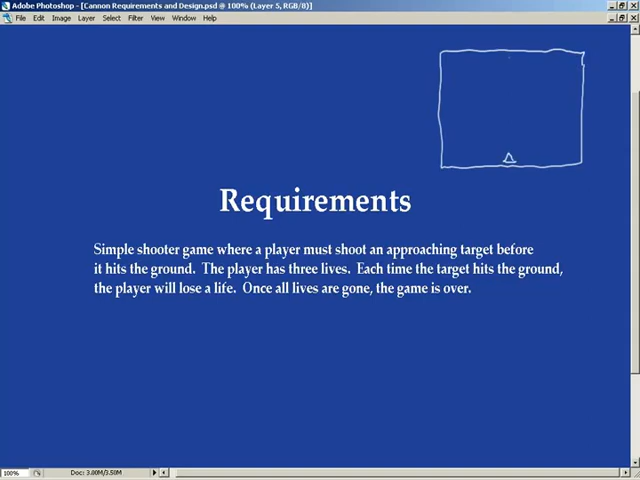 Adobe Photoshop - [Cannon Requirements and Design.psd @ 100% (Layer 5, RGB/8)]
File Edit Image Layer Select Filter View Window Help
Requirements
Simple shooter game where a player must shoot an approaching target before
it hits the ground. The player has three lives. Each time the target hits the ground,
the player will lose a life. Once all lives are gone, the game is over.
100% Doc: 3.00M/3.50M